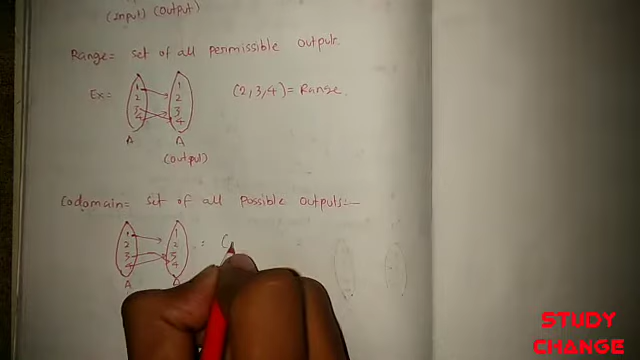 (Input) (Output)
Range= set of all permissible outputs.
Ex= 1 2 3 4 1 2 3 4 (2,3,4)= Range.
A A
(output)
Codomain= set of all possible outputs:-
1 2 3 4 1 2 3 4 = (
A A
STUDY
CHANGE